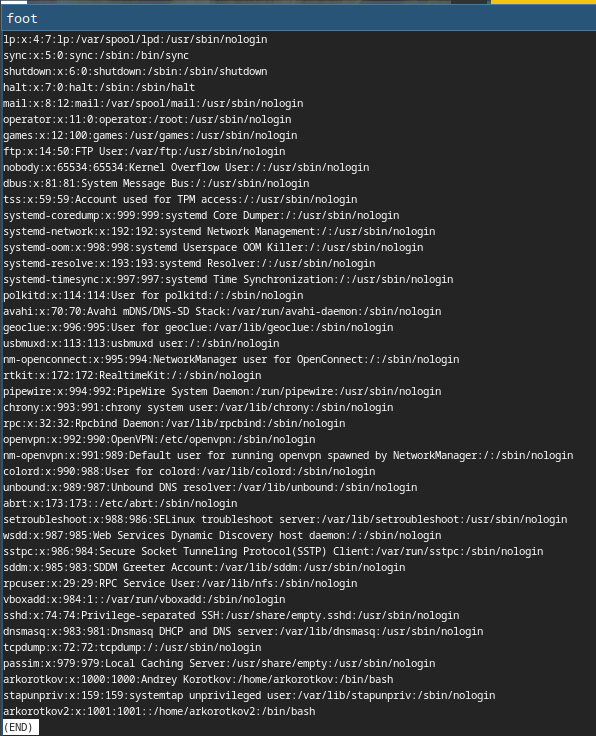 foot
lp:x:4:7:lp:/var/spool/lpd:/usr/sbin/nologin
sync:x:5:0:sync:/sbin:/bin/sync
shutdown:x:6:0:shutdown:/sbin:/sbin/shutdown
halt:x:7:0:halt:/sbin:/sbin/halt
mail:x:8:12:mail:/var/spool/mail:/usr/sbin/nologin
operator:x:11:0:operator:/root:/usr/sbin/nologin
games:x:12:100:games:/usr/games:/usr/sbin/nologin
ftp:x:14:50:FTP User:/var/ftp:/usr/sbin/nologin
nobody:x:65534:65534:Kernel Overflow User:/:/usr/sbin/nologin
dbus:x:81:81:System Message Bus:/:/usr/sbin/nologin
tss:x:59:59:Account used for TPM access:/:/usr/sbin/nologin
systemd-coredump:x:999:999:systemd Core Dumper:/:/usr/sbin/nologin
systemd-network:x:192:192:systemd Network Management:/:/usr/sbin/nologin
systemd-oom:x:998:998:systemd Userspace OOM Killer:/:/usr/sbin/nologin
systemd-resolve:x:193:193:systemd Resolver:/:/usr/sbin/nologin
systemd-timesync:x:997:997:systemd Time Synchronization:/:/usr/sbin/nologin
polkitd:x:114:114:User for polkitd:/:/sbin/nologin
avahi:x:70:70:Avahi mDNS/DNS-SD Stack:/var/run/avahi-daemon:/sbin/nologin
geoclue:x:996:995:User for geoclue:/var/lib/geoclue:/sbin/nologin
usbmuxd:x:113:113:usbmuxd user:/:/sbin/nologin
nm-openconnect:x:995:994:NetworkManager user for OpenConnect:/:/sbin/nologin
rtkit:x:172:172:RealtimeKit:/:/sbin/nologin
pipewire:x:994:992:PipeWire System Daemon:/run/pipewire:/usr/sbin/nologin
chrony:x:993:991:chrony system user:/var/lib/chrony:/sbin/nologin
rpc:x:32:32:Rpcbind Daemon:/var/lib/rpcbind:/sbin/nologin
openvpn:x:992:990:OpenVPN:/etc/openvpn:/sbin/nologin
nm-openvpn:x:991:989:Default user for running openvpn spawned by NetworkManager:/:/sbin/nologin
colord:x:990:988:User for colord:/var/lib/colord:/sbin/nologin
unbound:x:989:987:Unbound DNS resolver:/var/lib/unbound:/sbin/nologin
abrt:x:173:173::/etc/abrt:/sbin/nologin
setroubleshoot:x:988:986:SELinux troubleshoot server:/var/lib/setroubleshoot:/usr/sbin/nologin
wsdd:x:987:985:Web Services Dynamic Discovery host daemon:/:/sbin/nologin
sstpc:x:986:984:Secure Socket Tunneling Protocol(SSTP) Client:/var/run/sstpc:/sbin/nologin
sddm:x:985:983:SDDM Greeter Account:/var/lib/sddm:/usr/sbin/nologin
rpcuser:x:29:29:RPC Service User:/var/lib/nfs:/sbin/nologin
vboxadd:x:984:1::/var/run/vboxadd:/sbin/nologin
sshd:x:74:74:Privilege-separated SSH:/usr/share/empty.sshd:/usr/sbin/nologin
dnsmasq:x:983:981:Dnsmasq DHCP and DNS server:/var/lib/dnsmasq:/usr/sbin/nologin
tcpdump:x:72:72:tcpdump:/:/usr/sbin/nologin
passim:x:979:979:Local Caching Server:/usr/share/empty:/usr/sbin/nologin
arkorotkov:x:1000:1000:Andrey Korotkov:/home/arkorotkov:/bin/bash
stapunpriv:x:159:159:systemtap unprivileged user:/var/lib/stapunpriv:/sbin/nologin
arkorotkov2:x:1001:1001::/home/arkorotkov2:/bin/bash
(END)